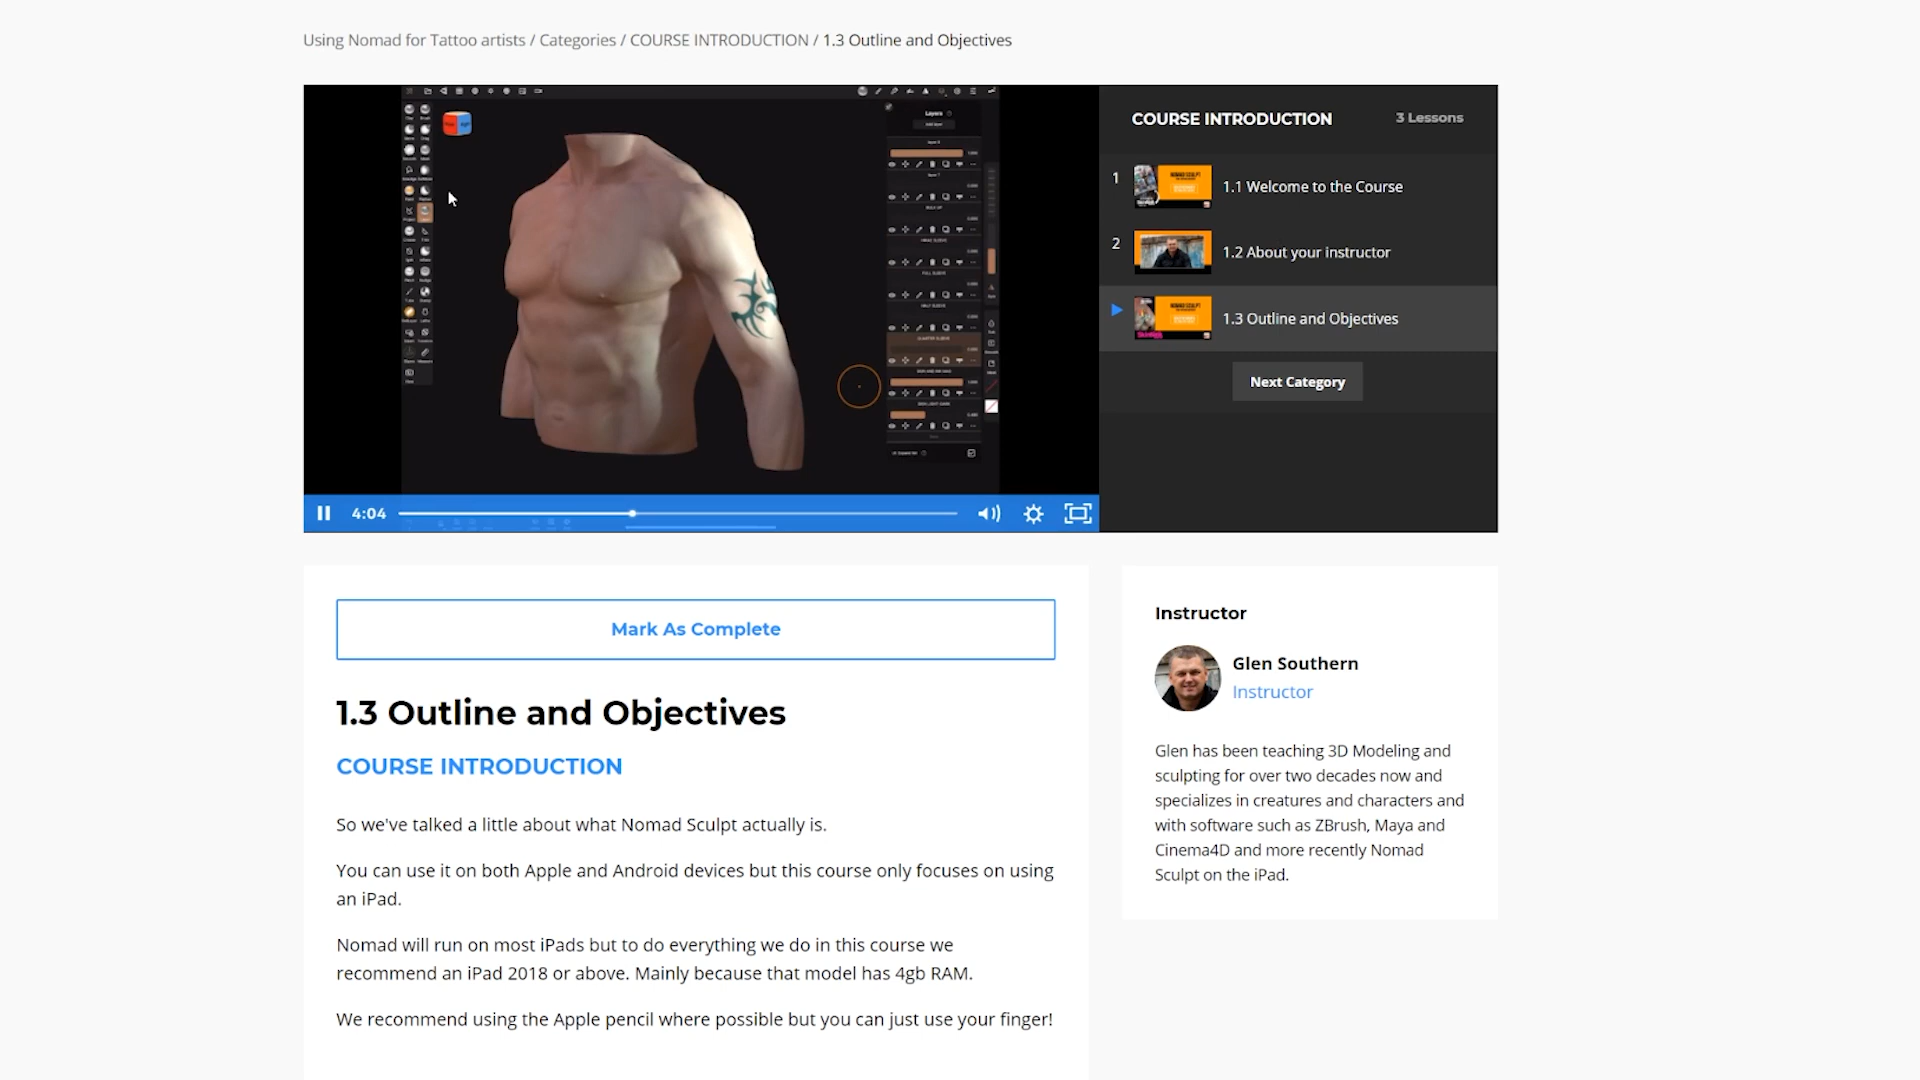 Using Nomad for Tattoo artists / Categories / COURSE INTRODUCTION / 1.3 Outline and Objectives
Layers
4:04
COURSE INTRODUCTION
3 Lessons
1
1.1 Welcome to the Course
2
1.2 About your instructor
1.3 Outline and Objectives
Next Category
Mark As Complete
1.3 Outline and Objectives
COURSE INTRODUCTION
So we've talked a little about what Nomad Sculpt actually is.
You can use it on both Apple and Android devices but this course only focuses on using
an iPad.
Nomad will run on most iPads but to do everything we do in this course we
recommend an iPad 2018 or above. Mainly because that model has 4gb RAM.
We recommend using the Apple pencil where possible but you can just use your finger!
Instructor
Glen Southern
Instructor
Glen has been teaching 3D Modeling and
sculpting for over two decades now and
specializes in creatures and characters and
with software such as ZBrush, Maya and
Cinema4D and more recently Nomad
Sculpt on the iPad.